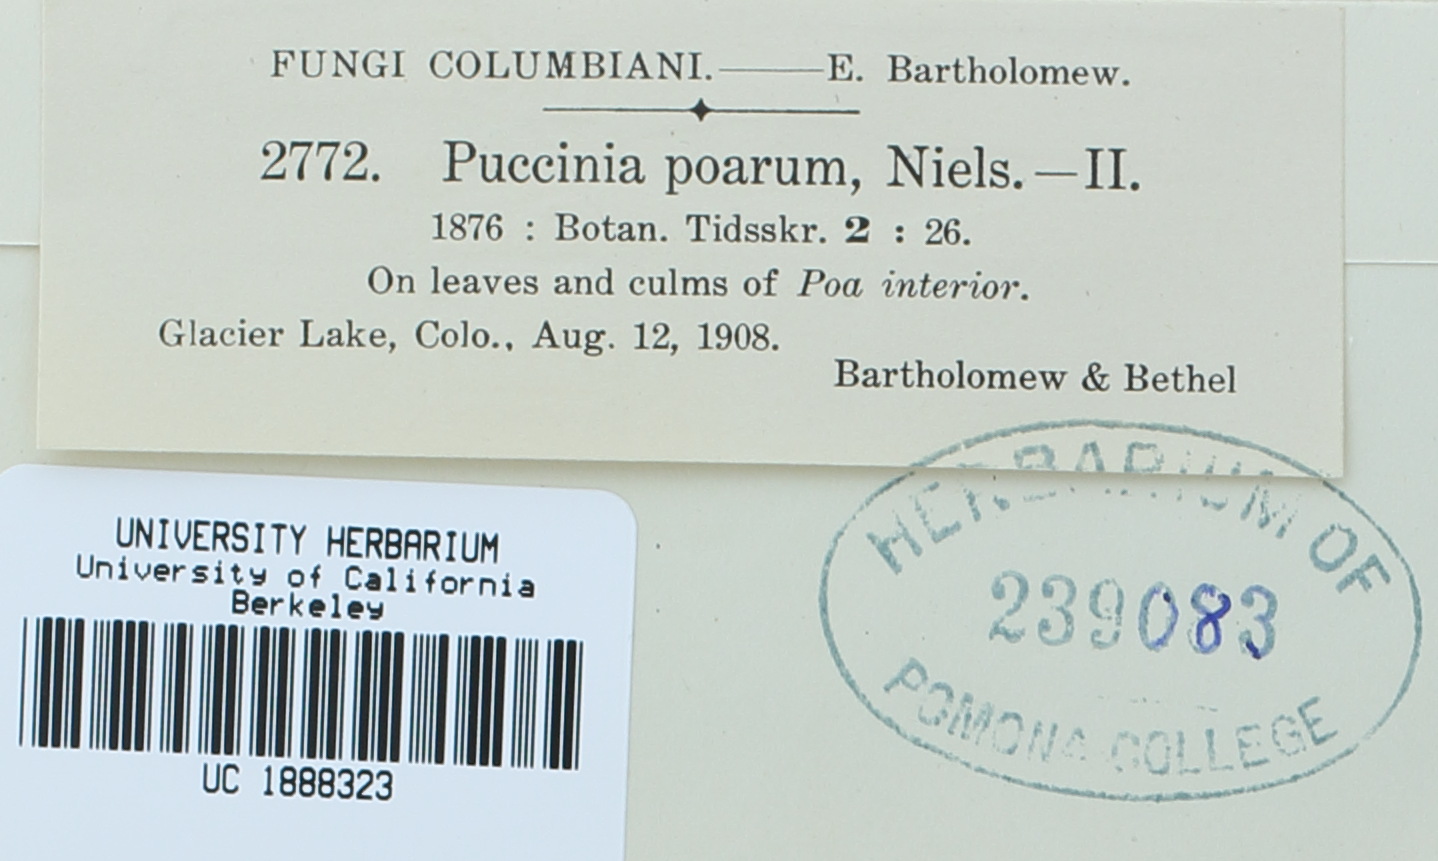 FUNGI COLUMBIANI.——E. Bartholomew.
2772. Puccinia poarum, Niels.—II.
1876 : Botan. Tidsskr. 2 : 26.
On leaves and culms of Poa interior.
Glacier Lake, Colo., Aug. 12, 1908.
Bartholomew & Bethel
HERBARIUM OF
239083
POMONA COLLEGE
UNIVERSITY HERBARIUM
University of California
Berkeley
UC 1888323